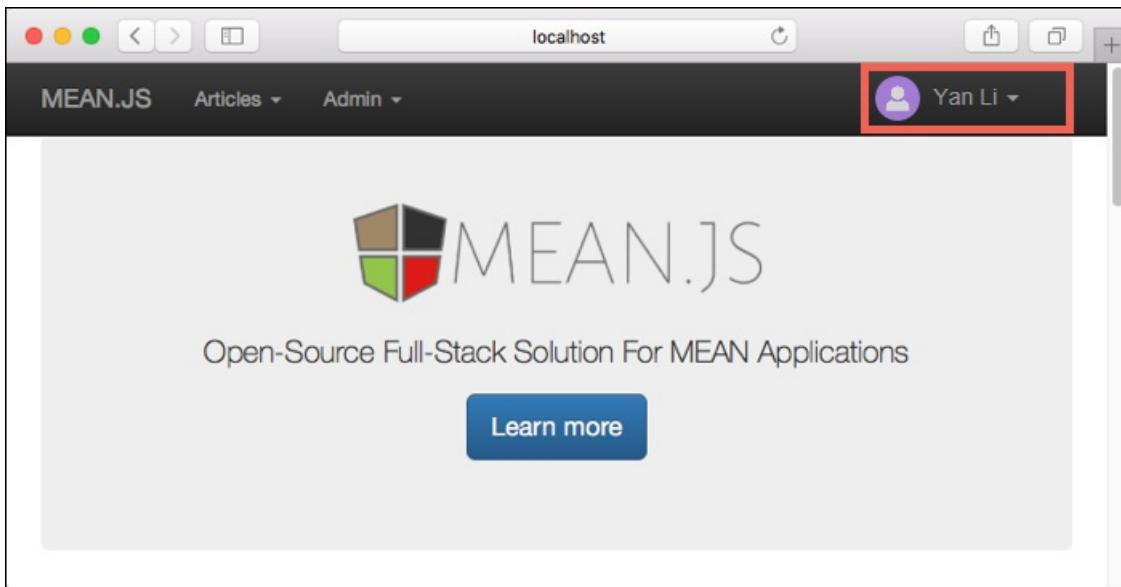 localhost
MEAN.JS Articles Admin Yan Li
MEAN.JS
Open-Source Full-Stack Solution For MEAN Applications
Learn more